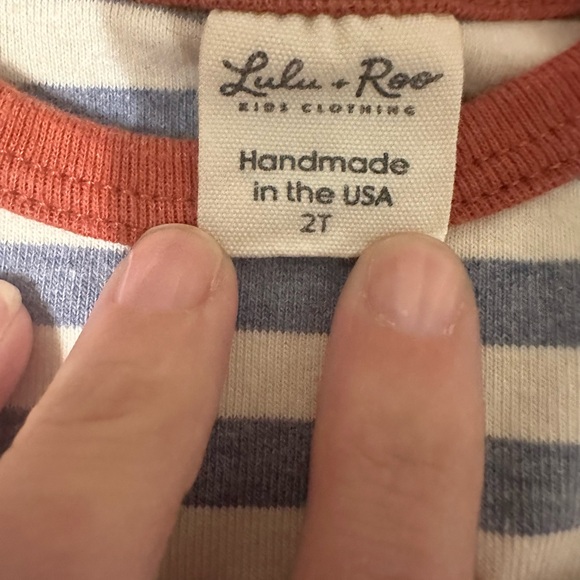 Lulu + Roo
KIDS CLOTHING
Handmade
in the USA
2T